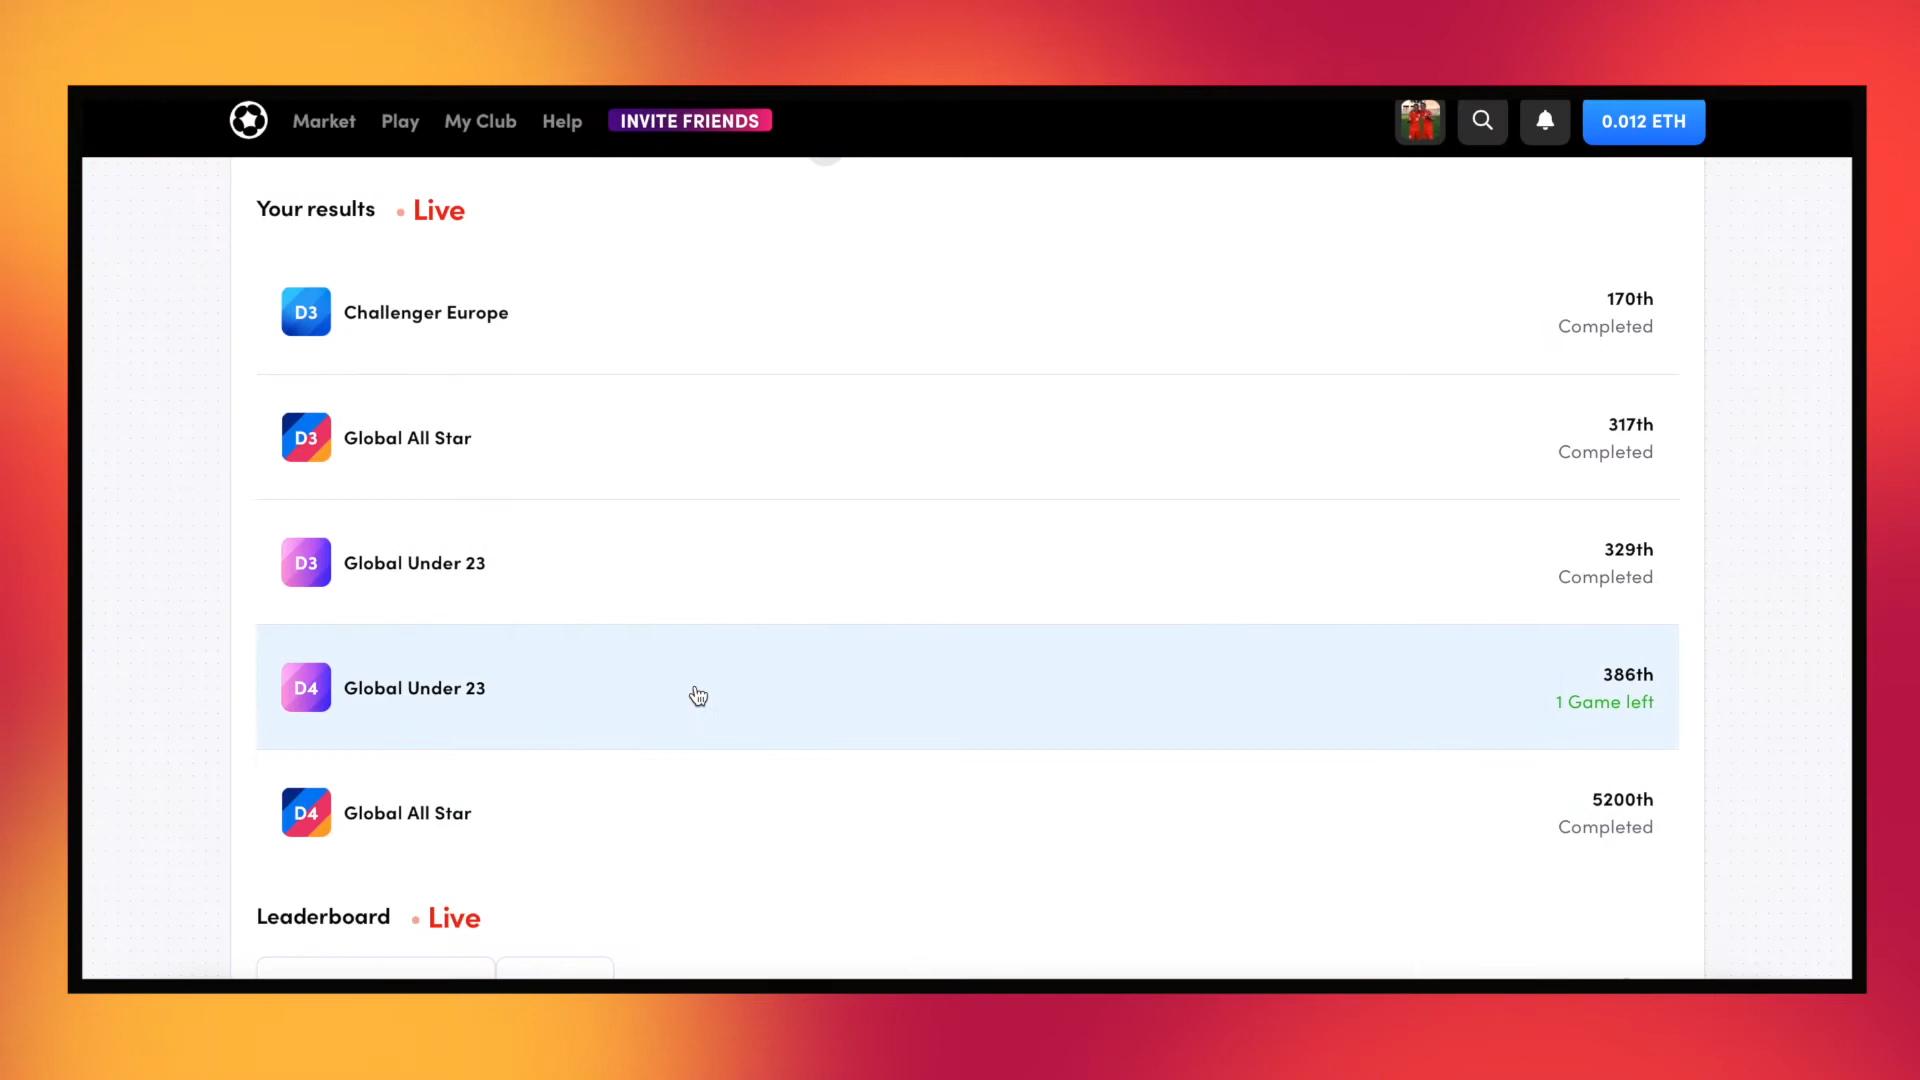 Market Play My Club Help INVITE FRIENDS 0.012 ETH
Your results Live
D3 Challenger Europe 170th
Completed
D3 Global All Star 317th
Completed
D3 Global Under 23 329th
Completed
D4 Global Under 23 386th
1 Game left
D4 Global All Star 5200th
Completed
Leaderboard Live